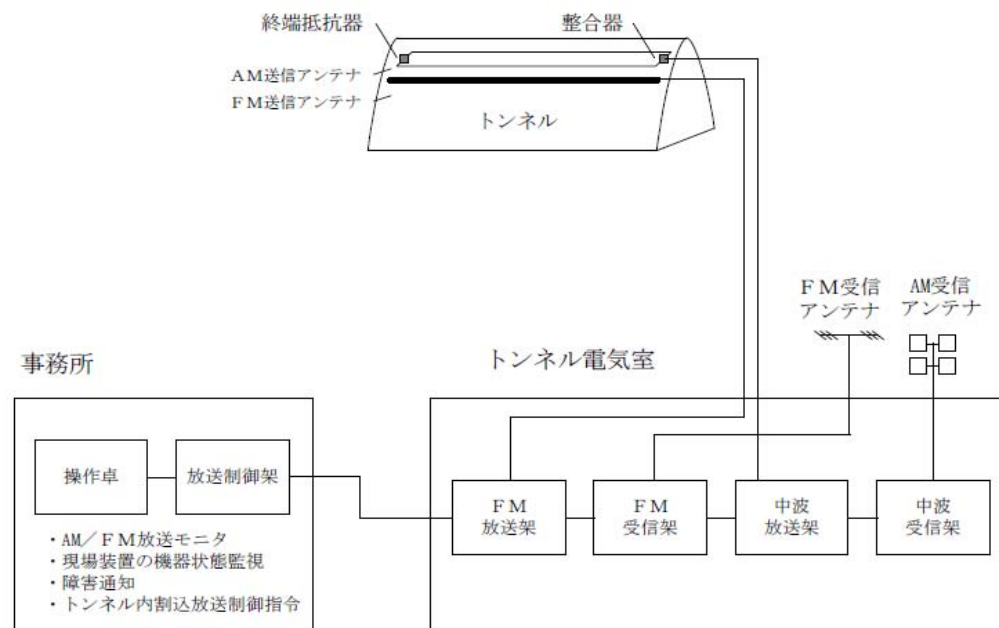 終端抵抗器
整合器
AM送信アンテナ
FM送信アンテナ
トンネル
FM受信
アンテナ
AM受信
アンテナ
事務所
トンネル電気室
操作卓
放送制御架
FM
放送架
FM
受信架
中波
放送架
中波
受信架
・AM/FM放送モニタ
・現場装置の機器状態監視
・障害通知
・トンネル内割込放送制御指令